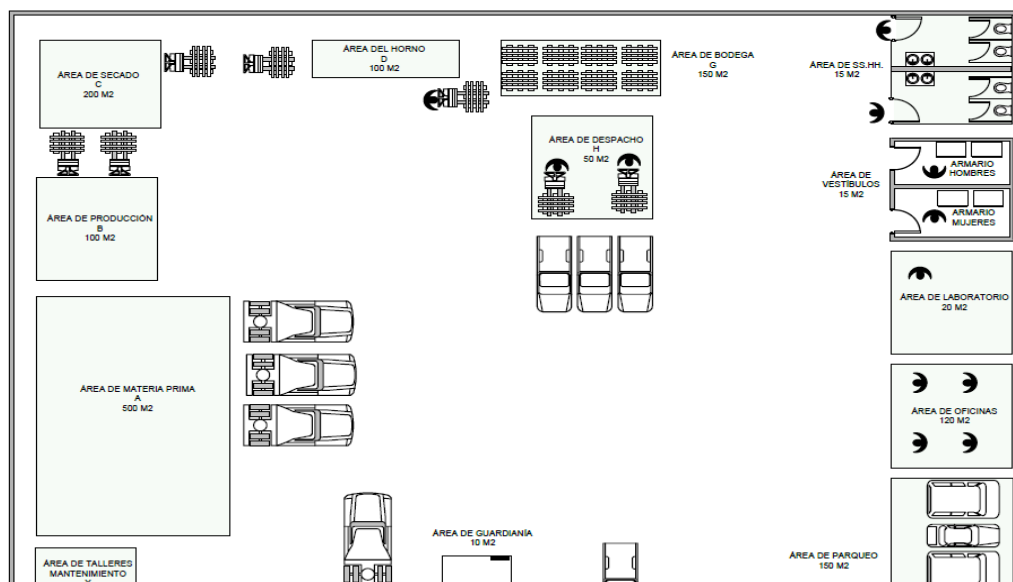 ÁREA DE SECADO
C
200 M2
ÁREA DEL HORNO
D
100 M2
ÁREA DE BODEGA
G
150 M2
ÁREA DE SS.HH.
15 M2
ÁREA DE DESPACHO
H
50 M2
ÁREA DE
VESTÍBULOS
15 M2
ARMARIO
HOMBRES
ARMARIO
MUJERES
ÁREA DE PRODUCCIÓN
B
100 M2
ÁREA DE LABORATORIO
20 M2
ÁREA DE MATERIA PRIMA
A
500 M2
ÁREA DE OFICINAS
120 M2
ÁREA DE GUARDIANÍA
10 M2
ÁREA DE PARQUEO
150 M2
ÁREA DE TALLERES
MANTENIMIENTO